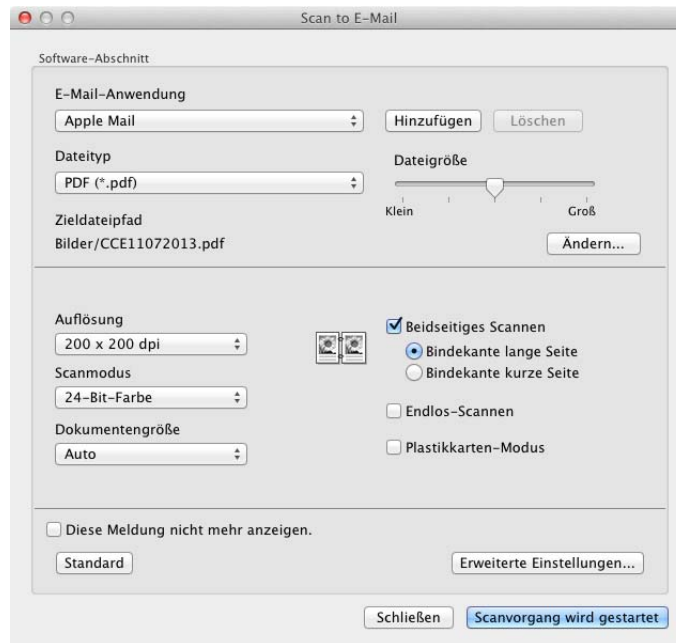 Scan to E-Mail
Software-Abschnitt
E-Mail-Anwendung
Apple Mail
Hinzufügen
Löschen
Dateityp
Dateigröße
PDF (*.pdf)
Klein
Groß
Zieldateipfad
Bilder/CCE11072013.pdf
Ändern...
Auflösung
200 x 200 dpi
Scanmodus
24-Bit-Farbe
Dokumentengröße
Auto
Beidseitiges Scannen
Bindekante lange Seite
Bindekante kurze Seite
Endlos-Scannen
Plastikkarten-Modus
Diese Meldung nicht mehr anzeigen.
Standard
Erweiterte Einstellungen...
Schließen
Scanvorgang wird gestartet